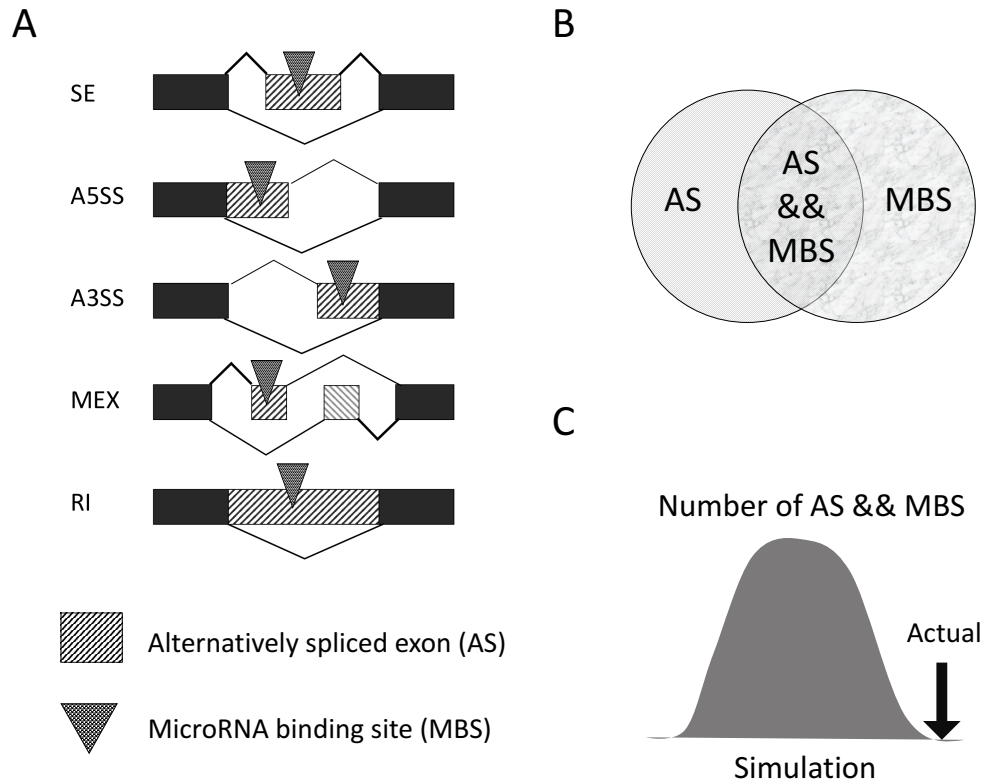 A
SE
A5SS
A3SS
MEX
RI
Alternatively spliced exon (AS)
MicroRNA binding site (MBS)
B
AS
AS
&&
MBS
MBS
C
Number of AS && MBS
Actual
Simulation